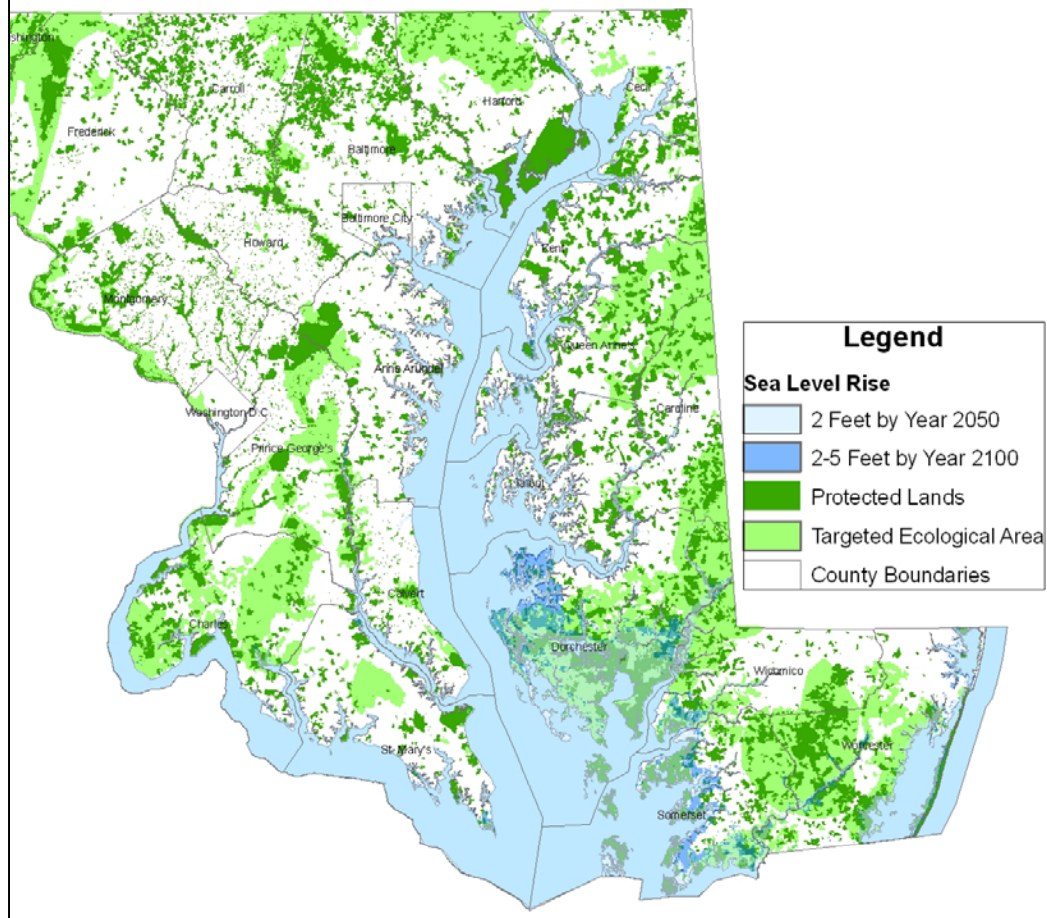 shington
Carroll
Cecil
Harford
Frederick
Baltimore
Baltimore City
Howard
Kent
Montgomery
Queen Anne's
Anne Arundel
Caroline
Washington D.C.
Prince George's
Talbot
Calvert
Charles
Dorchester
Wicomico
St. Mary's
Worcester
Somerset
Legend
Sea Level Rise
2 Feet by Year 2050
2-5 Feet by Year 2100
Protected Lands
Targeted Ecological Area
County Boundaries